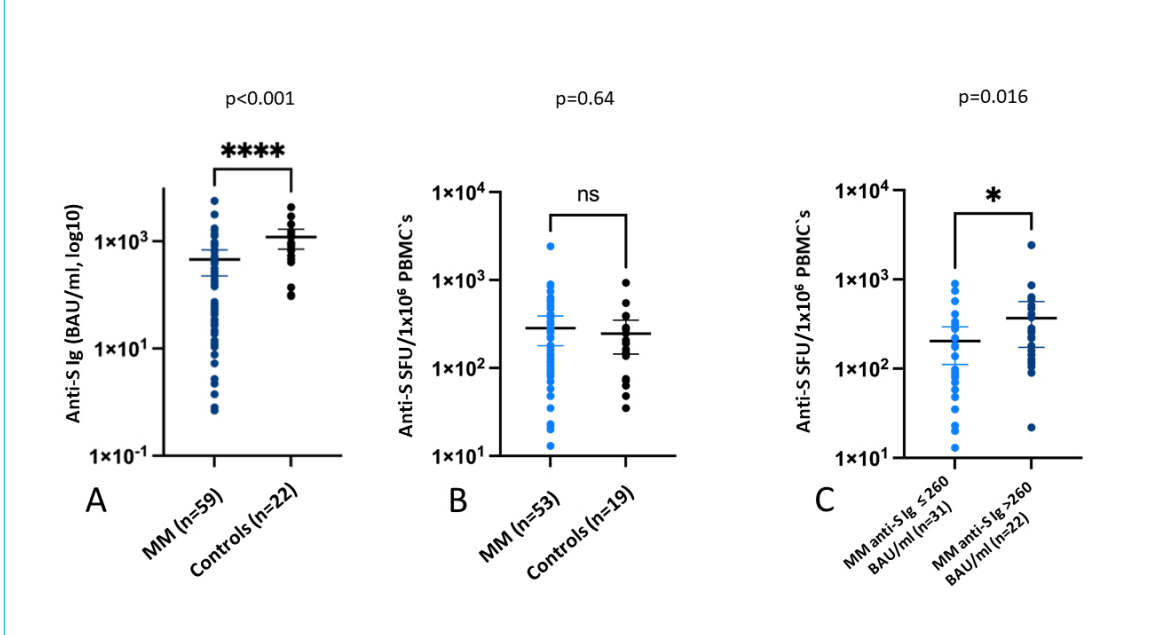 p<0.001
****
Anti-S Ig (BAU/ml, log10)
1×10³
1×10¹
1×10⁻¹
A
MM (n=59)
Controls (n=22)
p=0.64
ns
Anti-S SFU/1x10⁶ PBMC`s
1×10⁴
1×10³
1×10²
1×10¹
B
MM (n=53)
Controls (n=19)
p=0.016
*
Anti-S SFU/1x10⁶ PBMC`s
1×10⁴
1×10³
1×10²
1×10¹
C
MM anti-S Ig ≤ 260
BAU/ml (n=31)
MM anti-S Ig >260
BAU/ml (n=22)